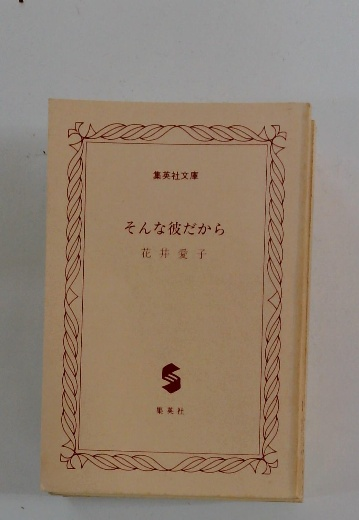 集英社文庫
そんな彼だから
花井愛子
集英社